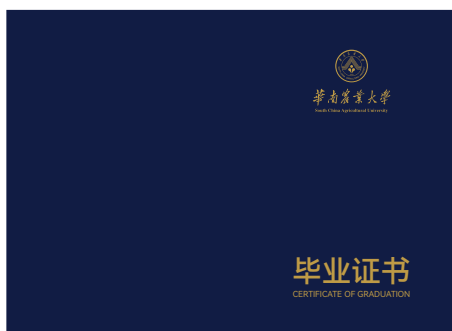 華南農業大學
South China Agricultural University
毕业证书
CERTIFICATE OF GRADUATION